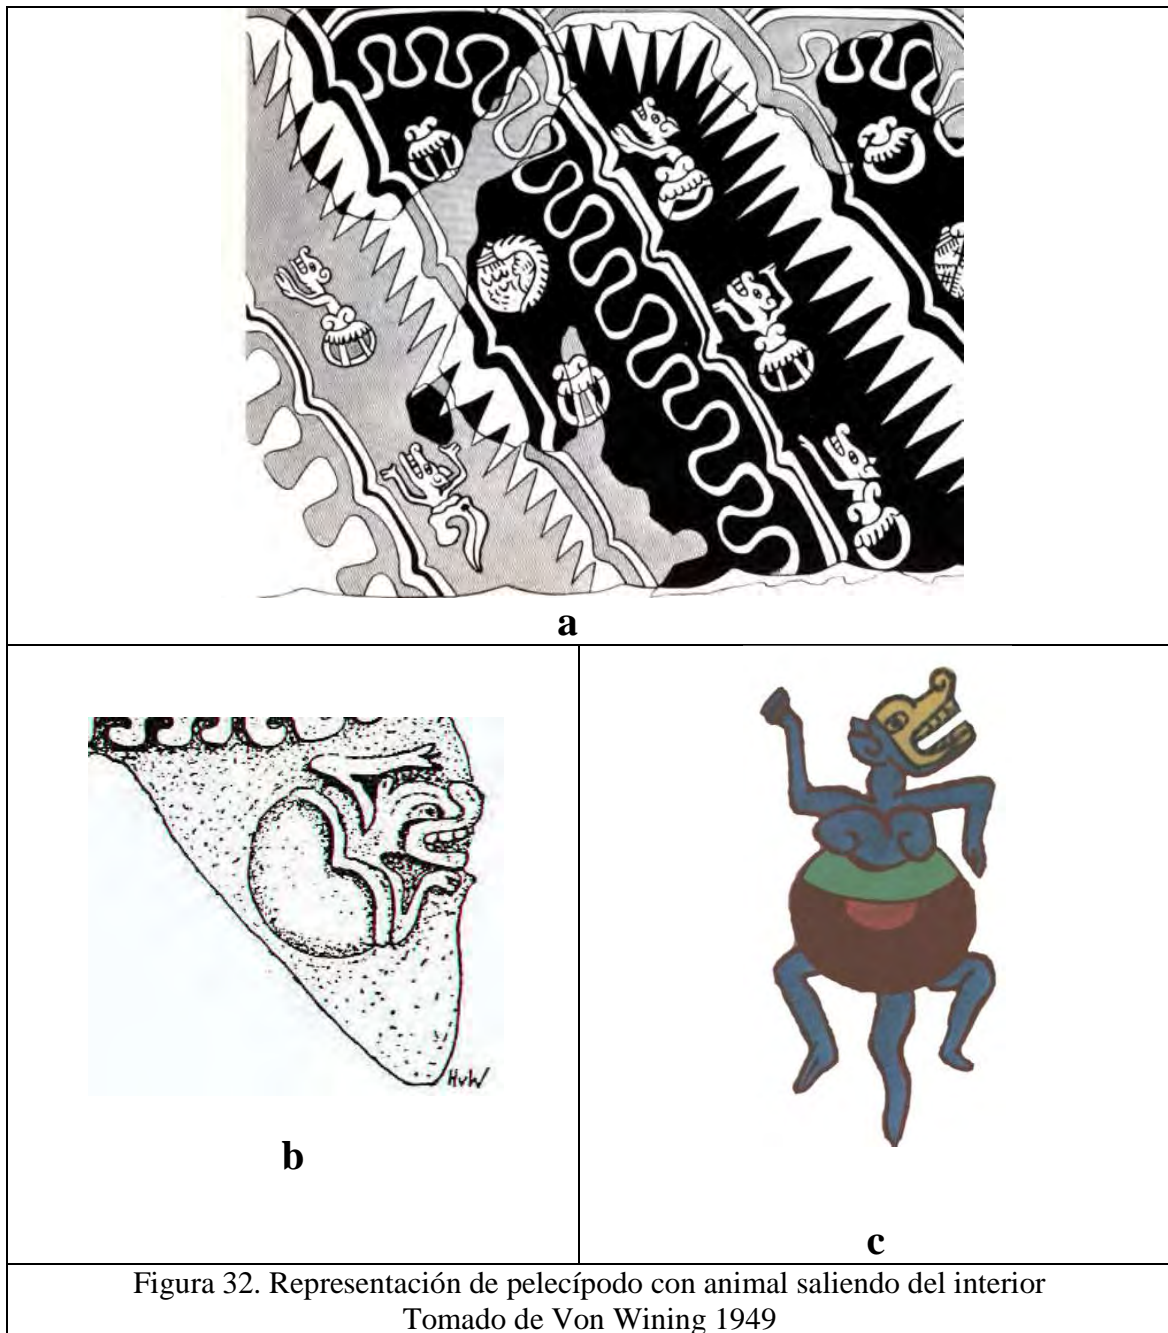 a
HvW
b
c
Figura 32. Representación de pelecípodo con animal saliendo del interior
Tomado de Von Wining 1949